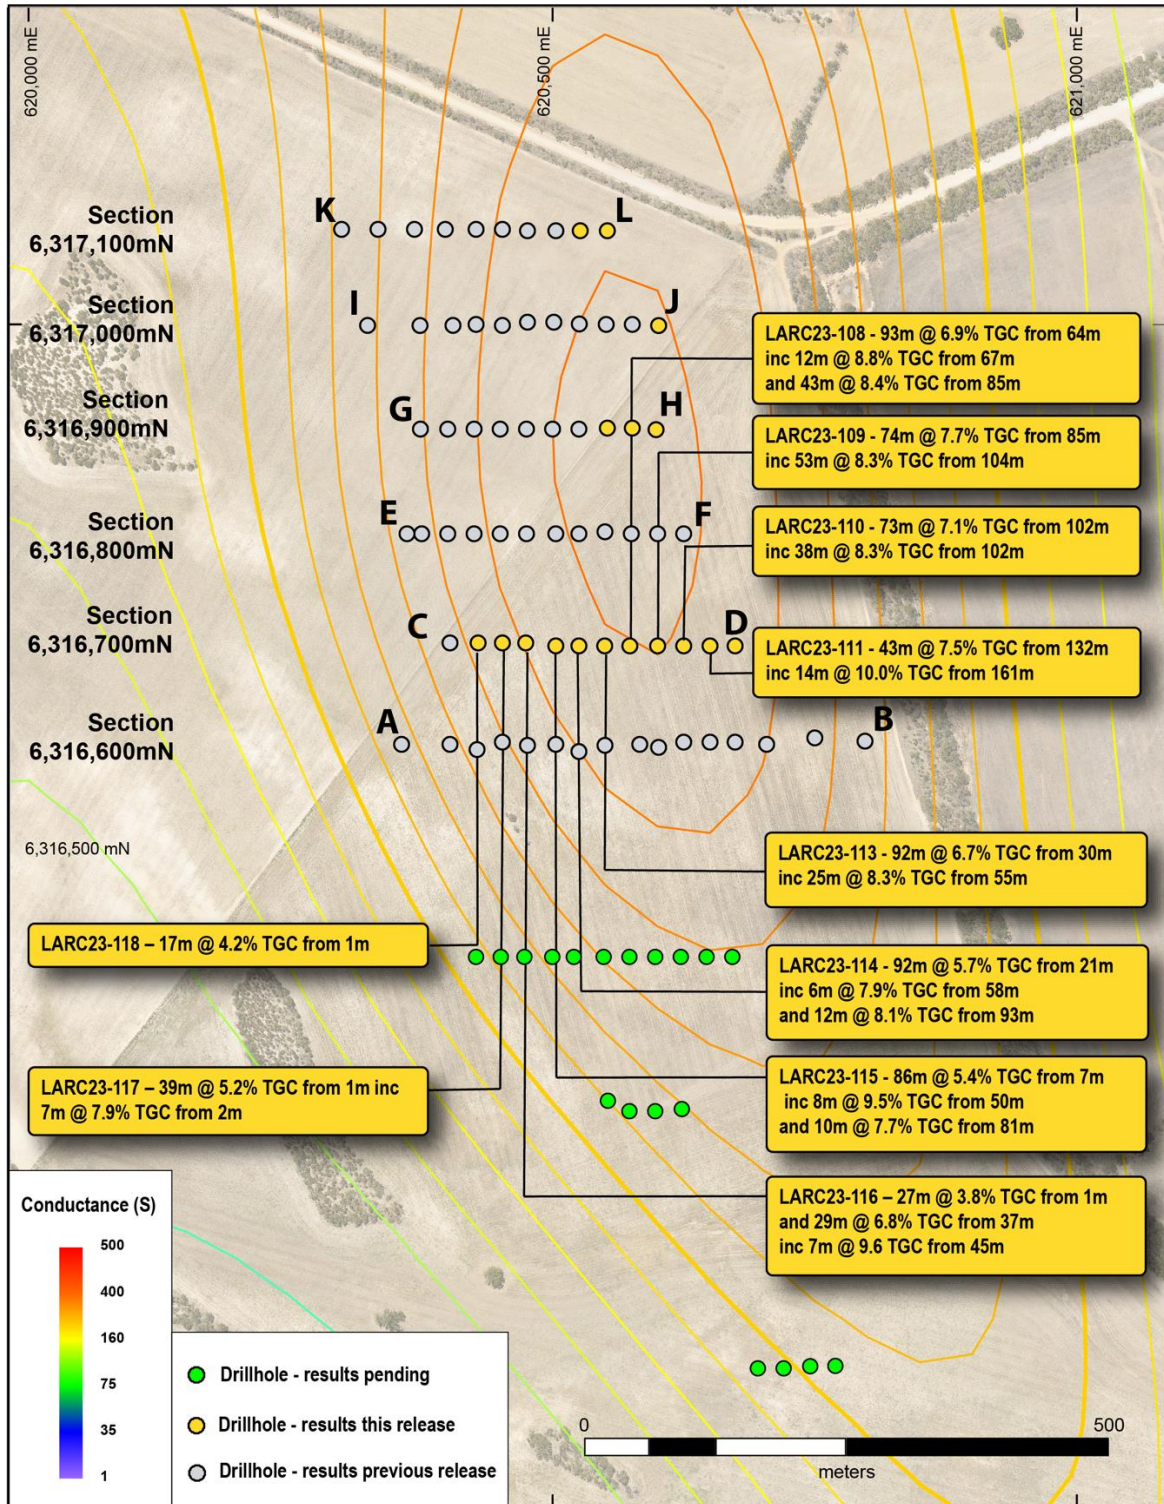 620,000 mE
620,500 mE
621,000 mE
K
L
Section
6,317,100mN
I
J
Section
6,317,000mN
LARC23-108 - 93m @ 6.9% TGC from 64m
inc 12m @ 8.8% TGC from 67m
and 43m @ 8.4% TGC from 85m
G
H
Section
6,316,900mN
LARC23-109 - 74m @ 7.7% TGC from 85m
inc 53m @ 8.3% TGC from 104m
E
F
Section
6,316,800mN
LARC23-110 - 73m @ 7.1% TGC from 102m
inc 38m @ 8.3% TGC from 102m
C
D
Section
6,316,700mN
LARC23-111 - 43m @ 7.5% TGC from 132m
inc 14m @ 10.0% TGC from 161m
A
B
Section
6,316,600mN
6,316,500 mN
LARC23-113 - 92m @ 6.7% TGC from 30m
inc 25m @ 8.3% TGC from 55m
LARC23-118 – 17m @ 4.2% TGC from 1m
LARC23-114 - 92m @ 5.7% TGC from 21m
inc 6m @ 7.9% TGC from 58m
and 12m @ 8.1% TGC from 93m
LARC23-117 – 39m @ 5.2% TGC from 1m inc
7m @ 7.9% TGC from 2m
LARC23-115 - 86m @ 5.4% TGC from 7m
inc 8m @ 9.5% TGC from 50m
and 10m @ 7.7% TGC from 81m
LARC23-116 – 27m @ 3.8% TGC from 1m
and 29m @ 6.8% TGC from 37m
inc 7m @ 9.6 TGC from 45m
Conductance (S)
500
400
160
75
35
1
Drillhole - results pending
Drillhole - results this release
Drillhole - results previous release
0
500
meters